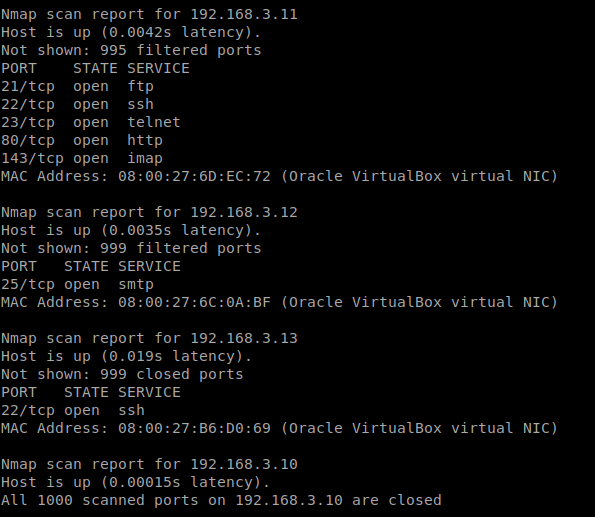 Nmap scan report for 192.168.3.11
Host is up (0.0042s latency).
Not shown: 995 filtered ports
PORT    STATE SERVICE
21/tcp  open  ftp
22/tcp  open  ssh
23/tcp  open  telnet
80/tcp  open  http
143/tcp open  imap
MAC Address: 08:00:27:6D:EC:72 (Oracle VirtualBox virtual NIC)

Nmap scan report for 192.168.3.12
Host is up (0.0035s latency).
Not shown: 999 filtered ports
PORT   STATE SERVICE
25/tcp open  smtp
MAC Address: 08:00:27:6C:0A:BF (Oracle VirtualBox virtual NIC)

Nmap scan report for 192.168.3.13
Host is up (0.019s latency).
Not shown: 999 closed ports
PORT   STATE SERVICE
22/tcp open  ssh
MAC Address: 08:00:27:B6:D0:69 (Oracle VirtualBox virtual NIC)

Nmap scan report for 192.168.3.10
Host is up (0.00015s latency).
All 1000 scanned ports on 192.168.3.10 are closed